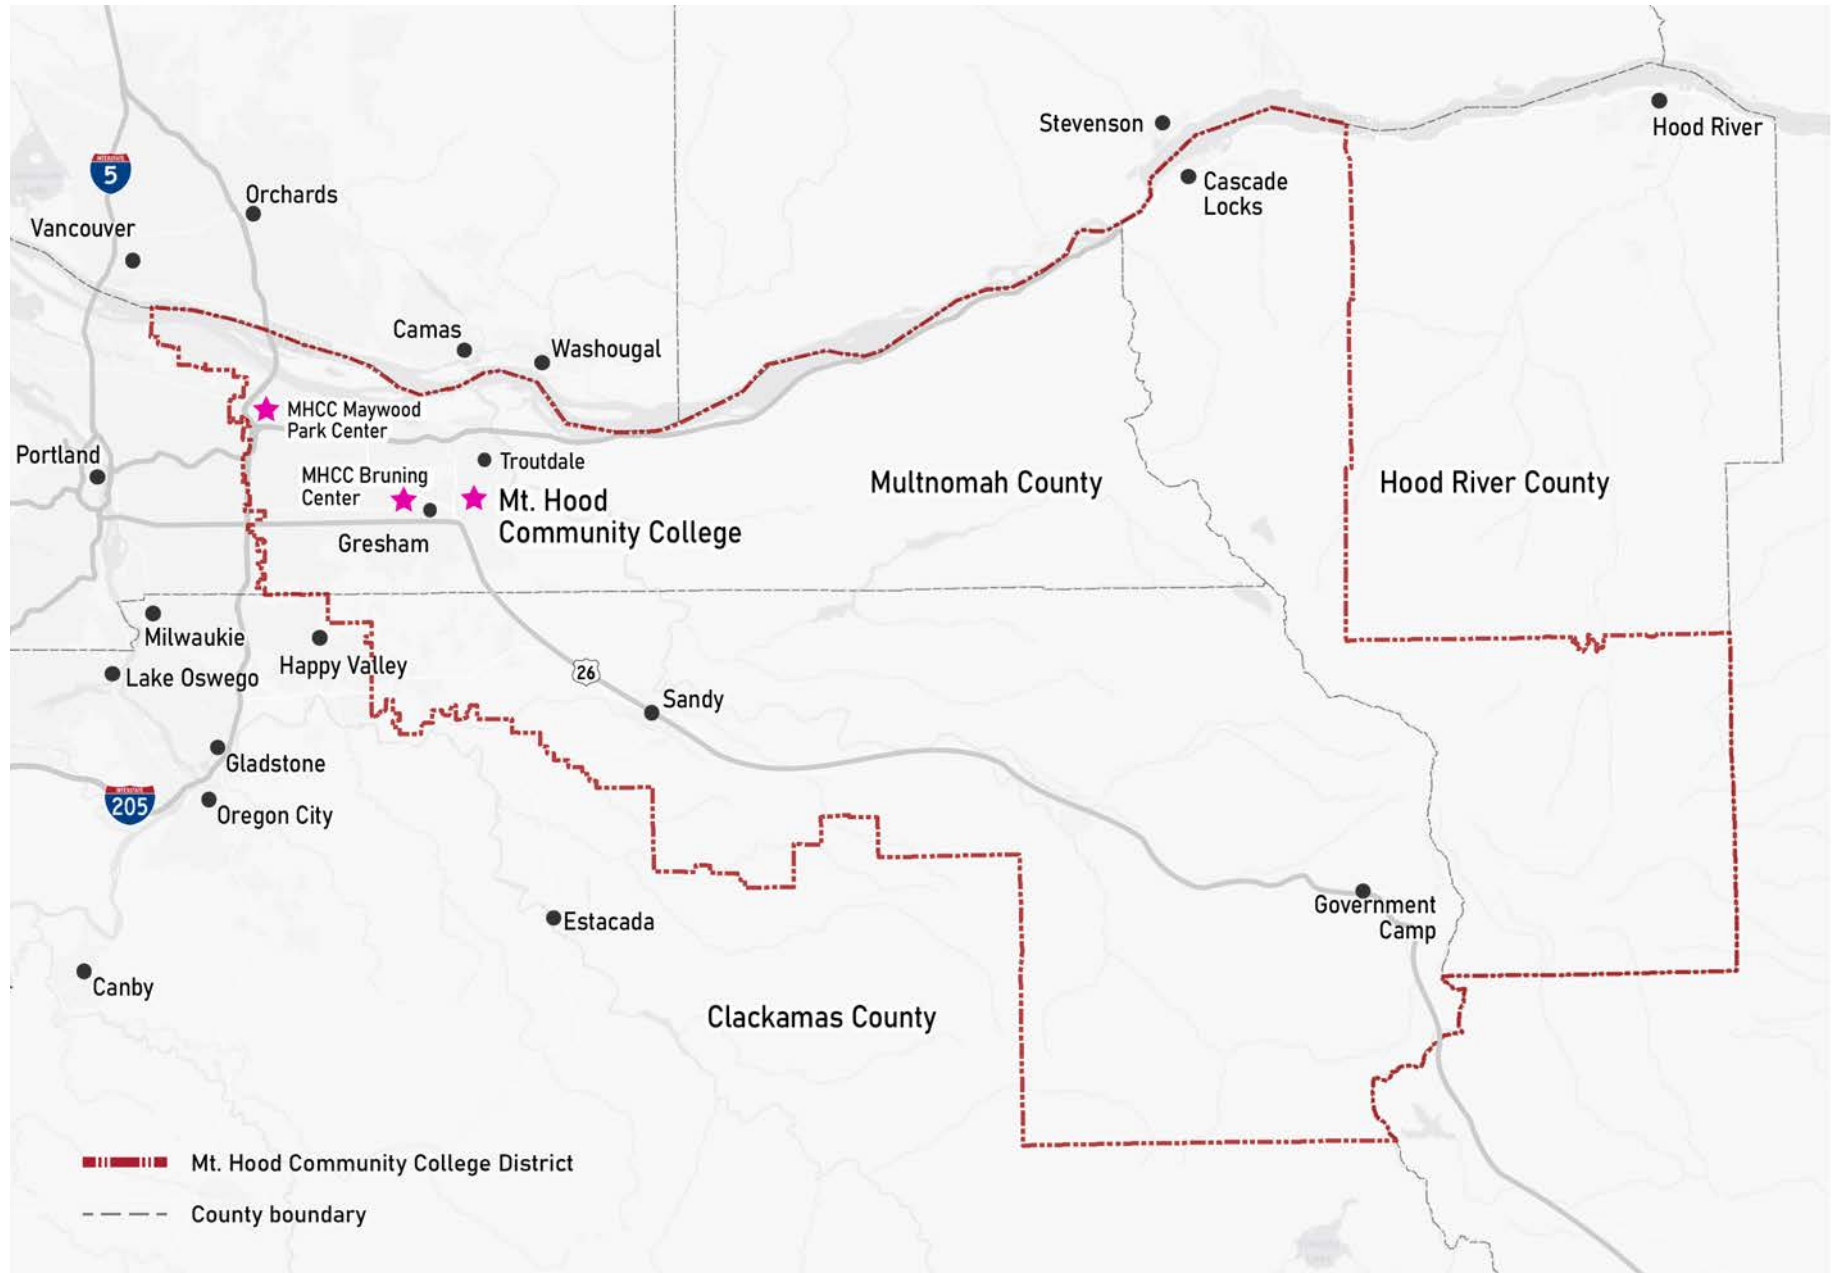 Stevenson
Hood River
Cascade
Locks
INTERSTATE
5
Orchards
Vancouver
Camas
Washougal
MHCC Maywood
Park Center
Portland
Troutdale
MHCC Bruning
Center
Mt. Hood
Community College
Gresham
Multnomah County
Hood River County
Milwaukie
Happy Valley
Lake Oswego
26
Sandy
Gladstone
INTERSTATE
205
Oregon City
Government
Camp
Estacada
Canby
Clackamas County
Mt. Hood Community College District
County boundary